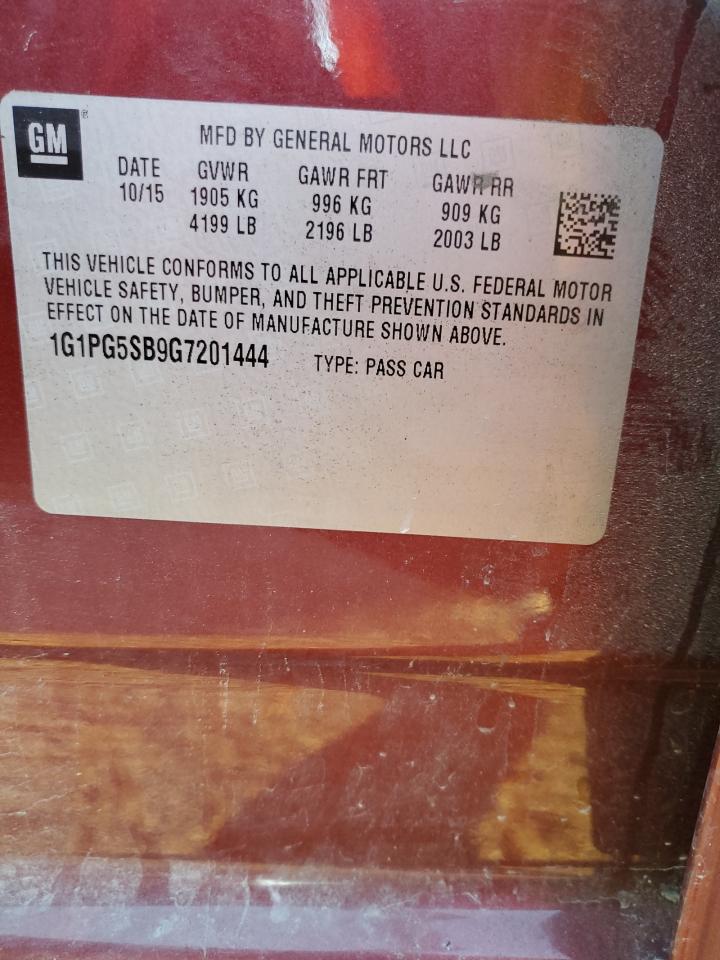 GM®
MFD BY GENERAL MOTORS LLC
DATE GVWR GAWR FRT GAWR RR
10/15 1905 KG 996 KG 909 KG
4199 LB 2196 LB 2003 LB
THIS VEHICLE CONFORMS TO ALL APPLICABLE U.S. FEDERAL MOTOR
VEHICLE SAFETY, BUMPER, AND THEFT PREVENTION STANDARDS IN
EFFECT ON THE DATE OF MANUFACTURE SHOWN ABOVE.
1G1PG5SB9G7201444 TYPE: PASS CAR